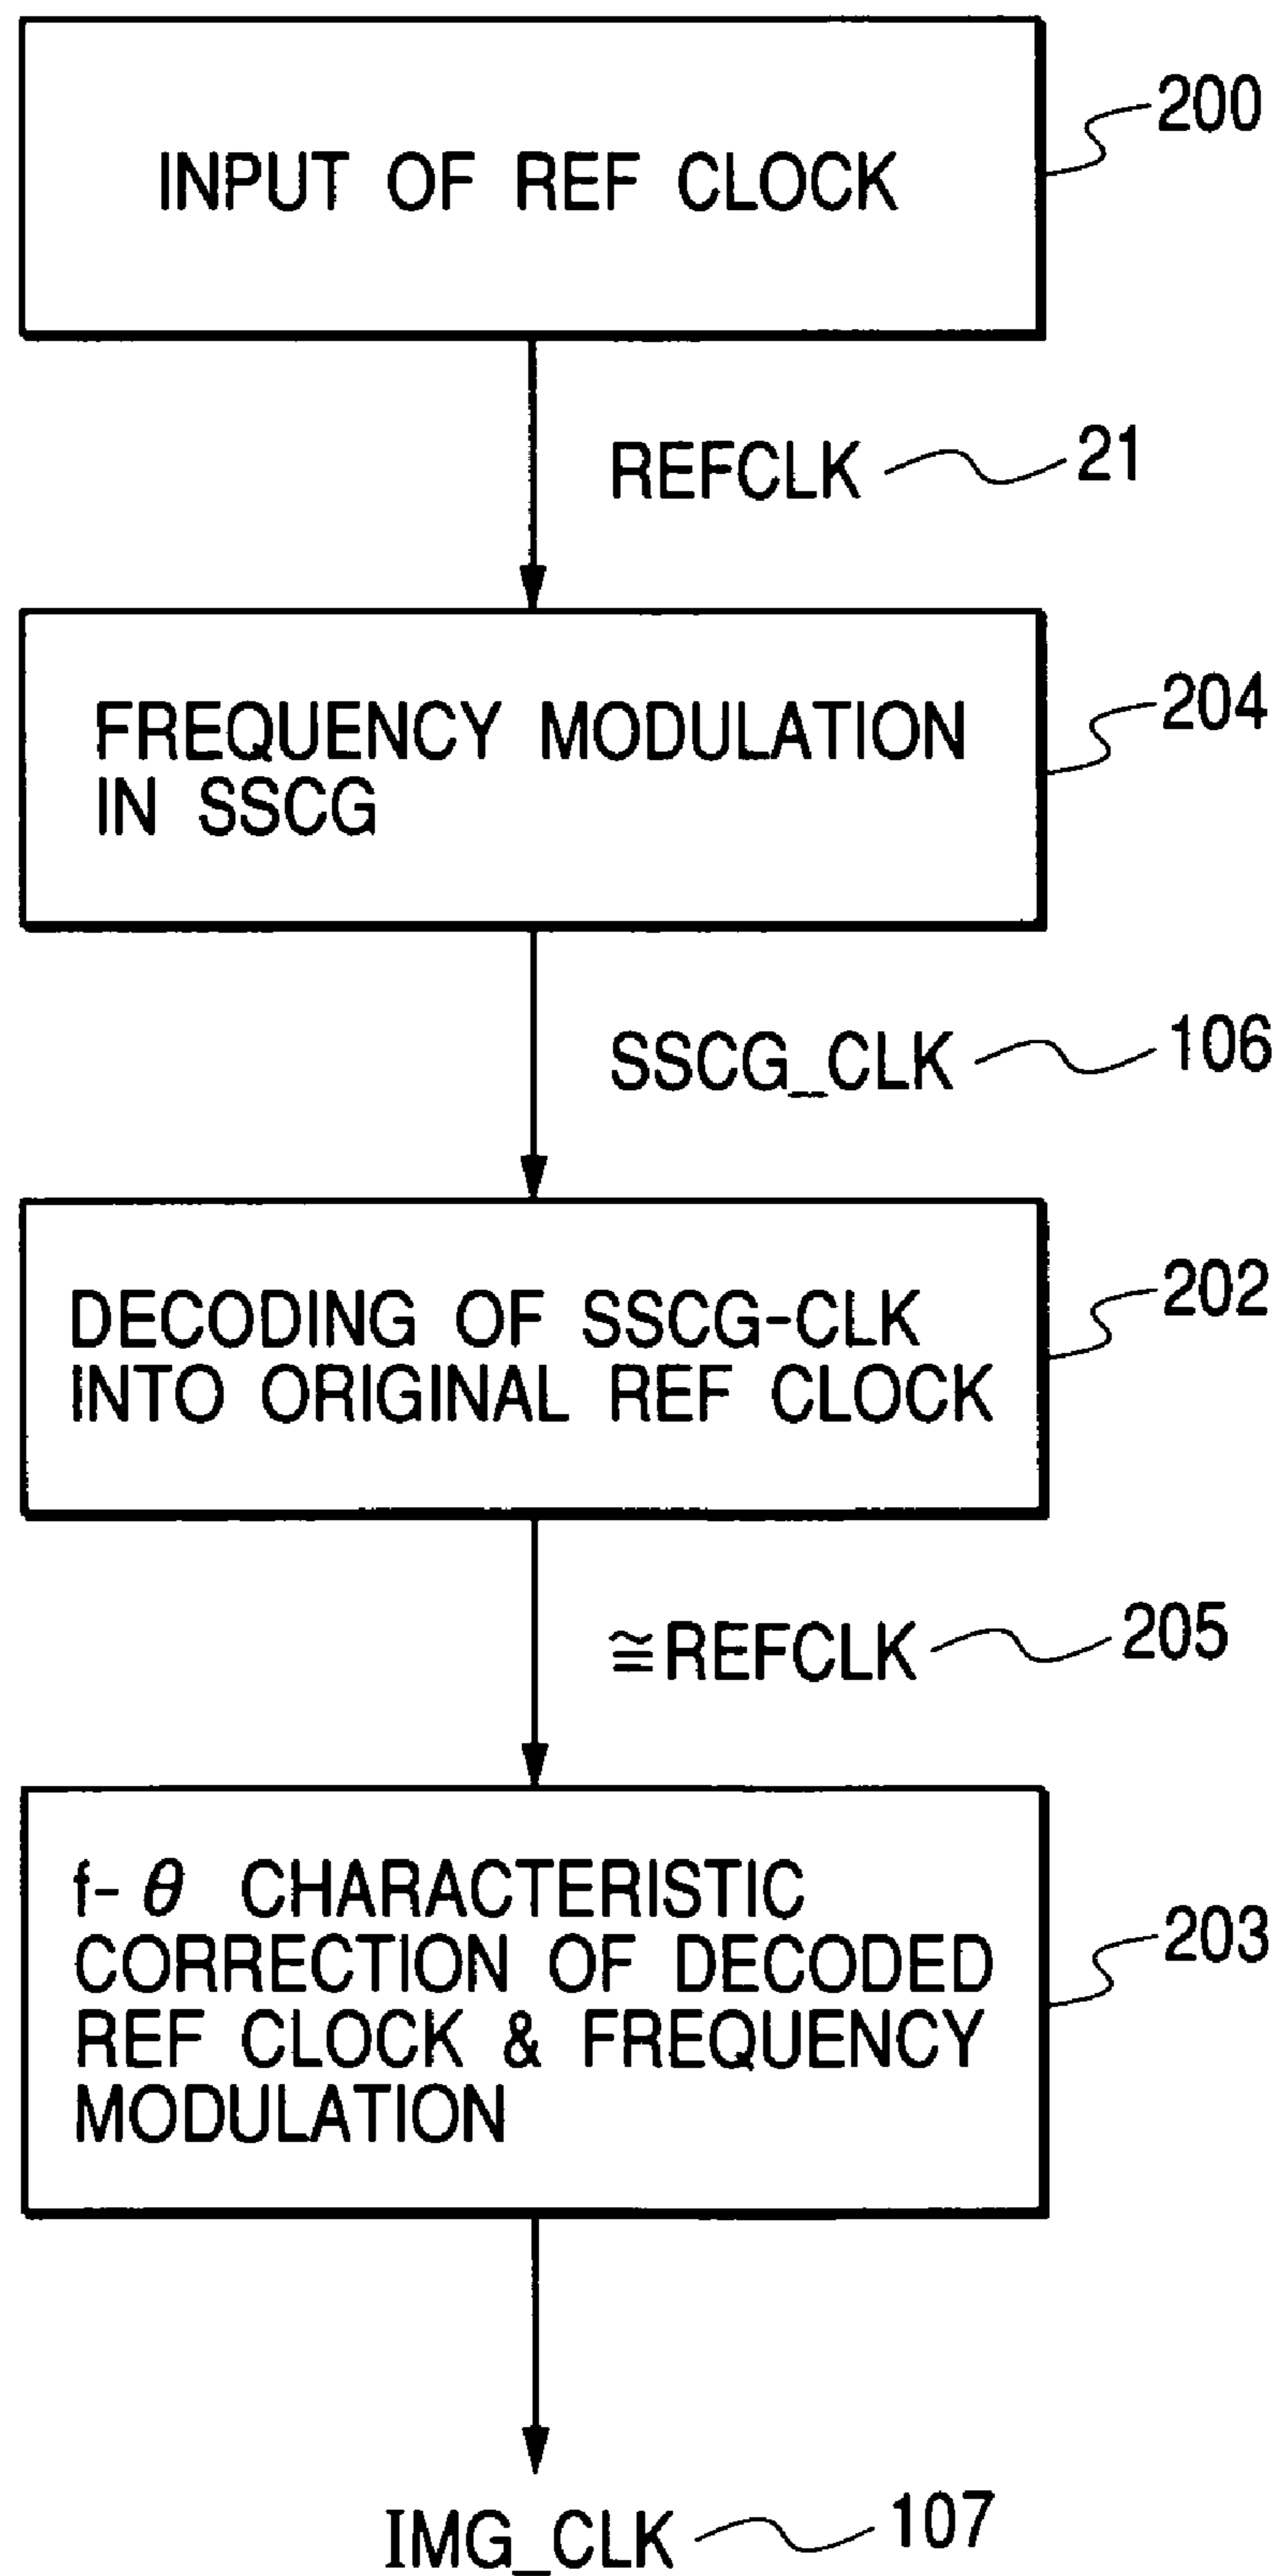 INPUT OF REF CLOCK
200
REFCLK
21
FREQUENCY MODULATION
IN SSCG
204
SSCG_CLK
106
DECODING OF SSCG-CLK
INTO ORIGINAL REF CLOCK
202
≅REFCLK
205
f-θ CHARACTERISTIC
CORRECTION OF DECODED
REF CLOCK & FREQUENCY
MODULATION
203
IMG_CLK
107